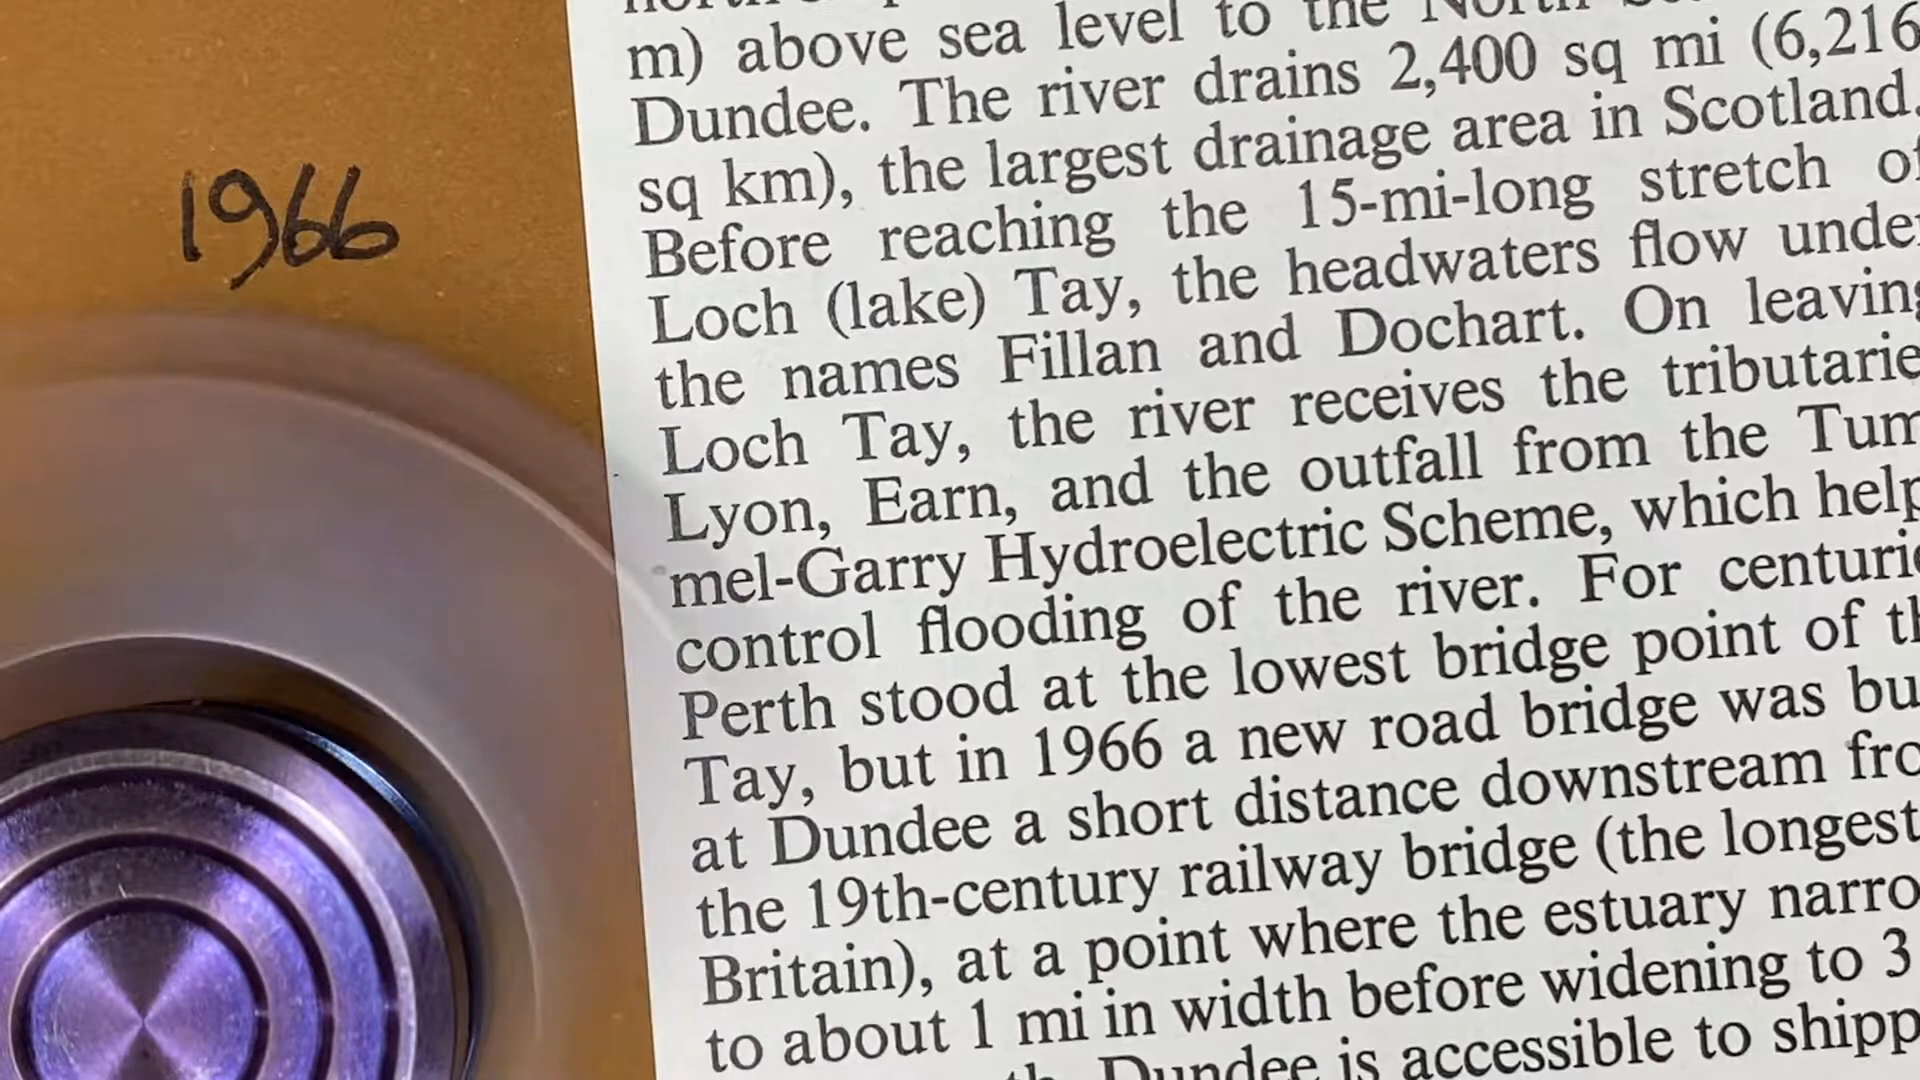 1966
m) above sea level to the North
Dundee. The river drains 2,400 sq mi (6,216
sq km), the largest drainage area in Scotland.
Before reaching the 15-mi-long stretch of
Loch (lake) Tay, the headwaters flow under
the names Fillan and Dochart. On leaving
Loch Tay, the river receives the tributarie
Lyon, Earn, and the outfall from the Tum
mel-Garry Hydroelectric Scheme, which help
control flooding of the river. For centurie
Perth stood at the lowest bridge point of th
Tay, but in 1966 a new road bridge was bu
at Dundee a short distance downstream fro
the 19th-century railway bridge (the longest
Britain), at a point where the estuary narro
to about 1 mi in width before widening to 3
Dundee is accessible to shipp